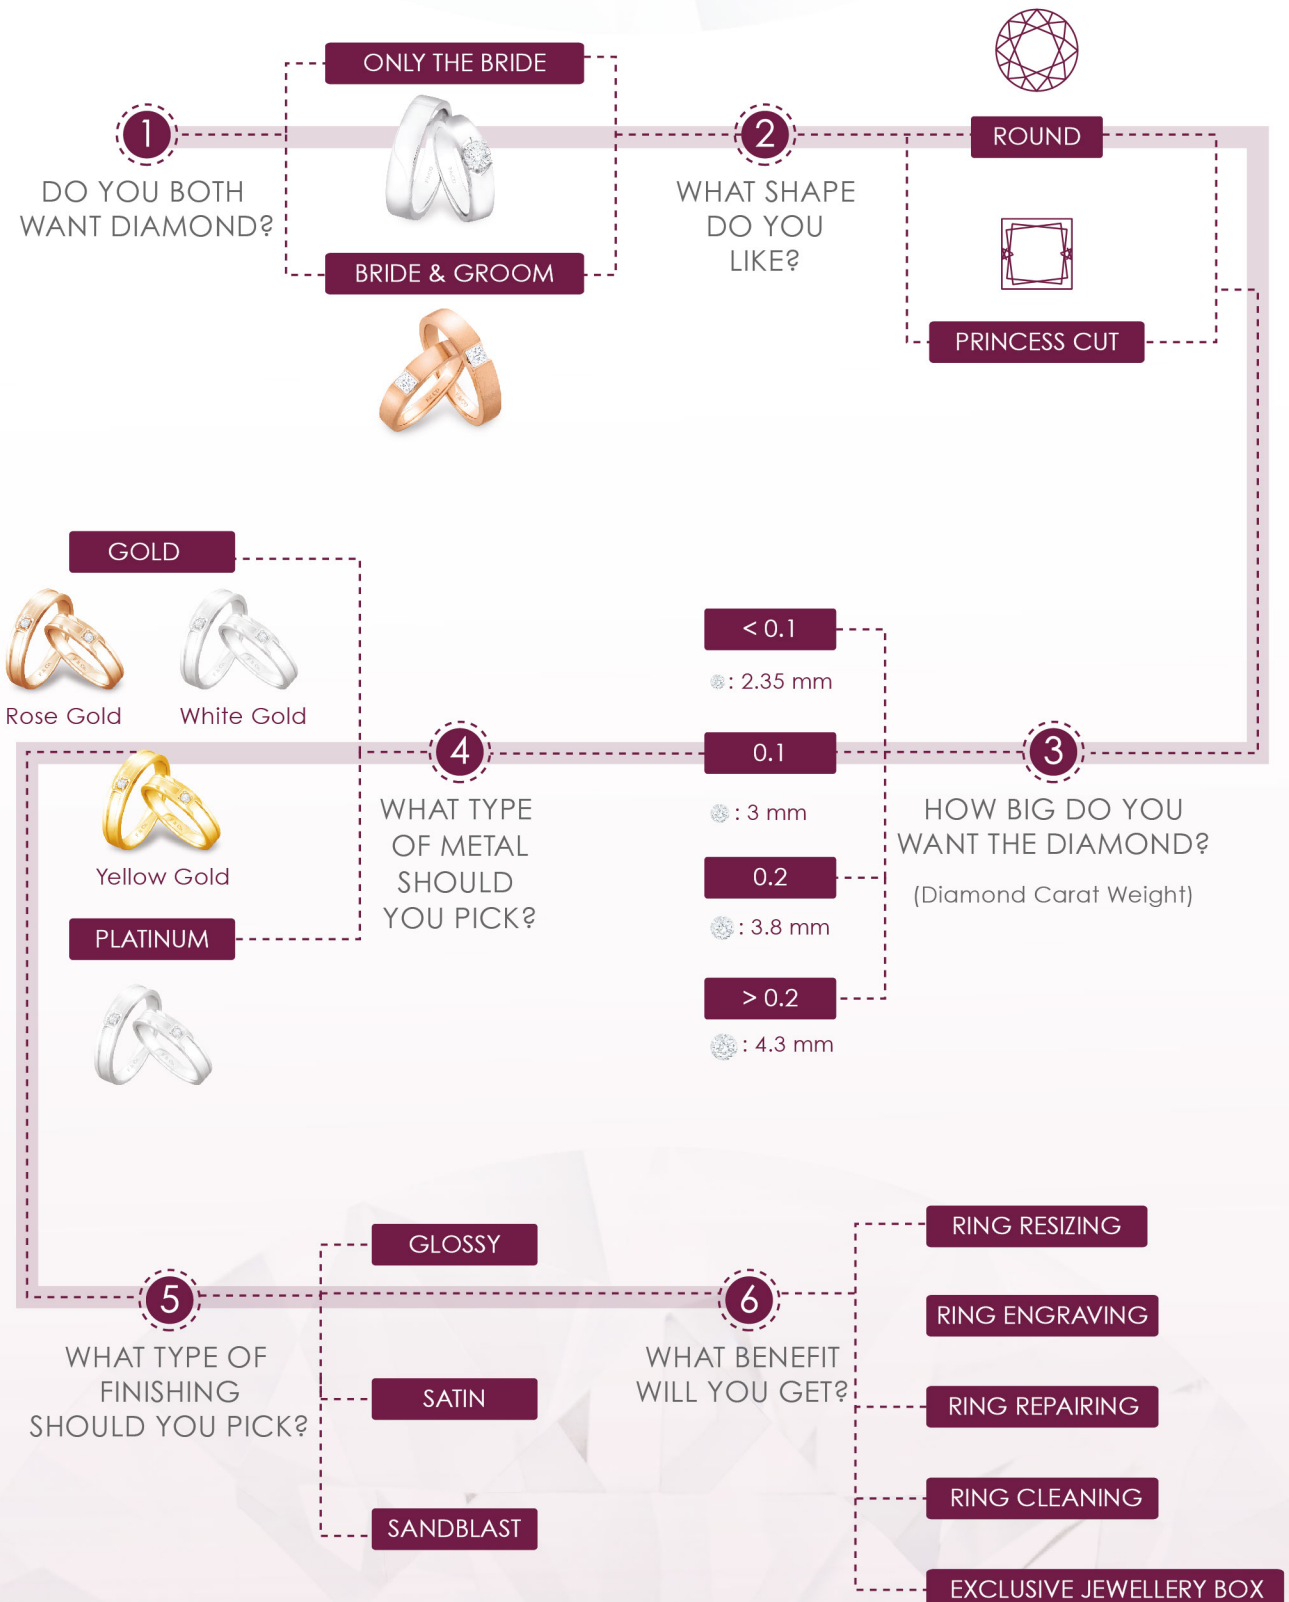 1
DO YOU BOTH
WANT DIAMOND?
ONLY THE BRIDE
BRIDE & GROOM
2
WHAT SHAPE
DO YOU
LIKE?
ROUND
PRINCESS CUT
3
HOW BIG DO YOU
WANT THE DIAMOND?
(Diamond Carat Weight)
< 0.1
: 2.35 mm
0.1
: 3 mm
0.2
: 3.8 mm
> 0.2
: 4.3 mm
4
WHAT TYPE
OF METAL
SHOULD
YOU PICK?
GOLD
Rose Gold
White Gold
Yellow Gold
PLATINUM
5
WHAT TYPE OF
FINISHING
SHOULD YOU PICK?
GLOSSY
SATIN
SANDBLAST
6
WHAT BENEFIT
WILL YOU GET?
RING RESIZING
RING ENGRAVING
RING REPAIRING
RING CLEANING
EXCLUSIVE JEWELLERY BOX